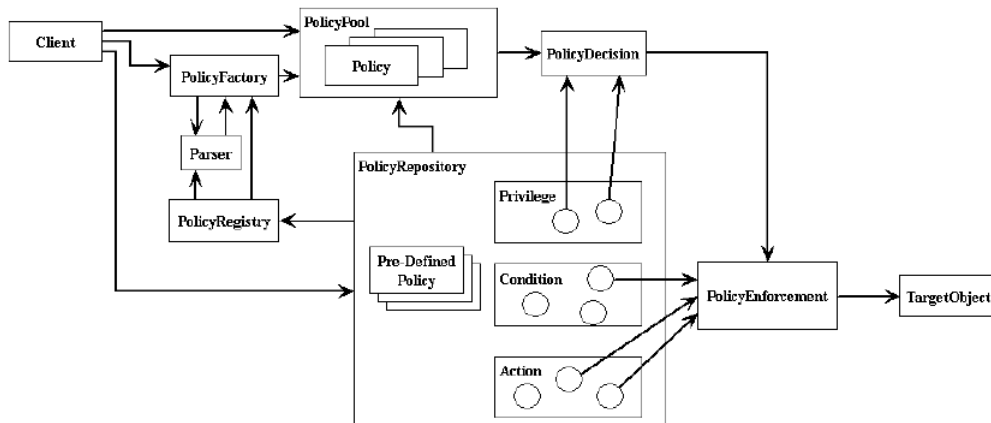 PolicyPool
Client
Policy
PolicyDecision
PolicyFactory
Parser
PolicyRepository
Privilege
PolicyRegistry
Pre-Defined
Policy
Condition
PolicyEnforcement
TargetObject
Action